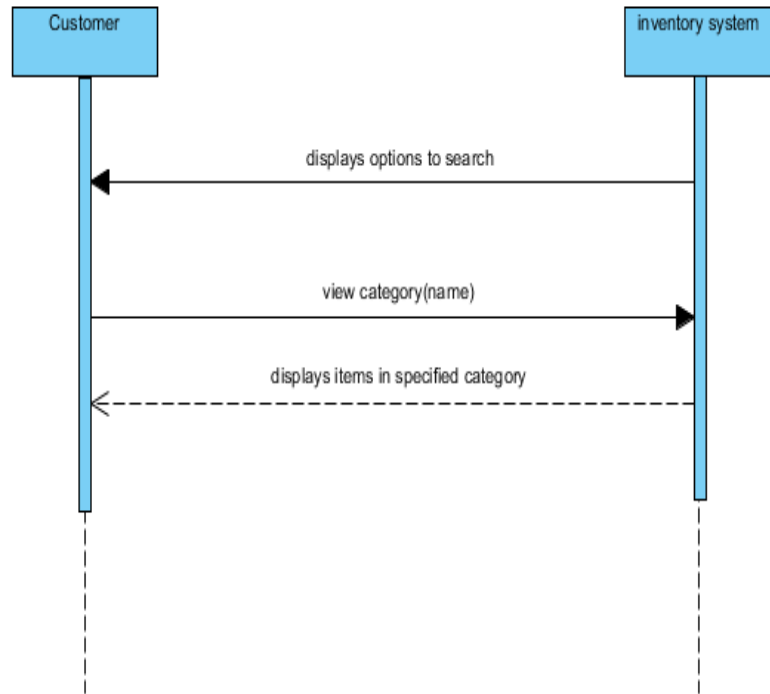 Customer
inventory system
displays options to search
view category(name)
displays items in specified category